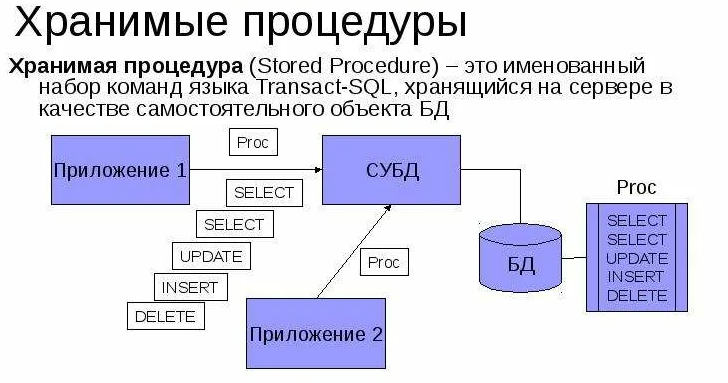 Хранимые процедуры
Хранимая процедура (Stored Procedure) – это именованный
набор команд языка Transact-SQL, хранящийся на сервере в
качестве самостоятельного объекта БД
Proc
Приложение 1
СУБД
SELECT
SELECT
UPDATE
INSERT
DELETE
Proc
Приложение 2
БД
Proc
SELECT
SELECT
UPDATE
INSERT
DELETE